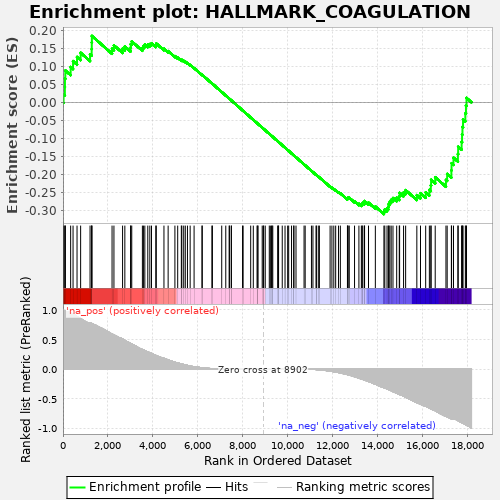 Enrichment plot: HALLMARK_COAGULATION
Enrichment score (ES)
0.20
0.15
0.10
0.05
0.00
-0.05
-0.10
-0.15
-0.20
-0.25
-0.30
Ranked list metric (PreRanked)
1.0
0.5
0.0
-0.5
-1.0
'na_pos' (positively correlated)
Zero cross at 8902
'na_neg' (negatively correlated)
0
2,000
4,000
6,000
8,000
10,000
12,000
14,000
16,000
18,000
Rank in Ordered Dataset
Enrichment profile
Hits
Ranking metric scores